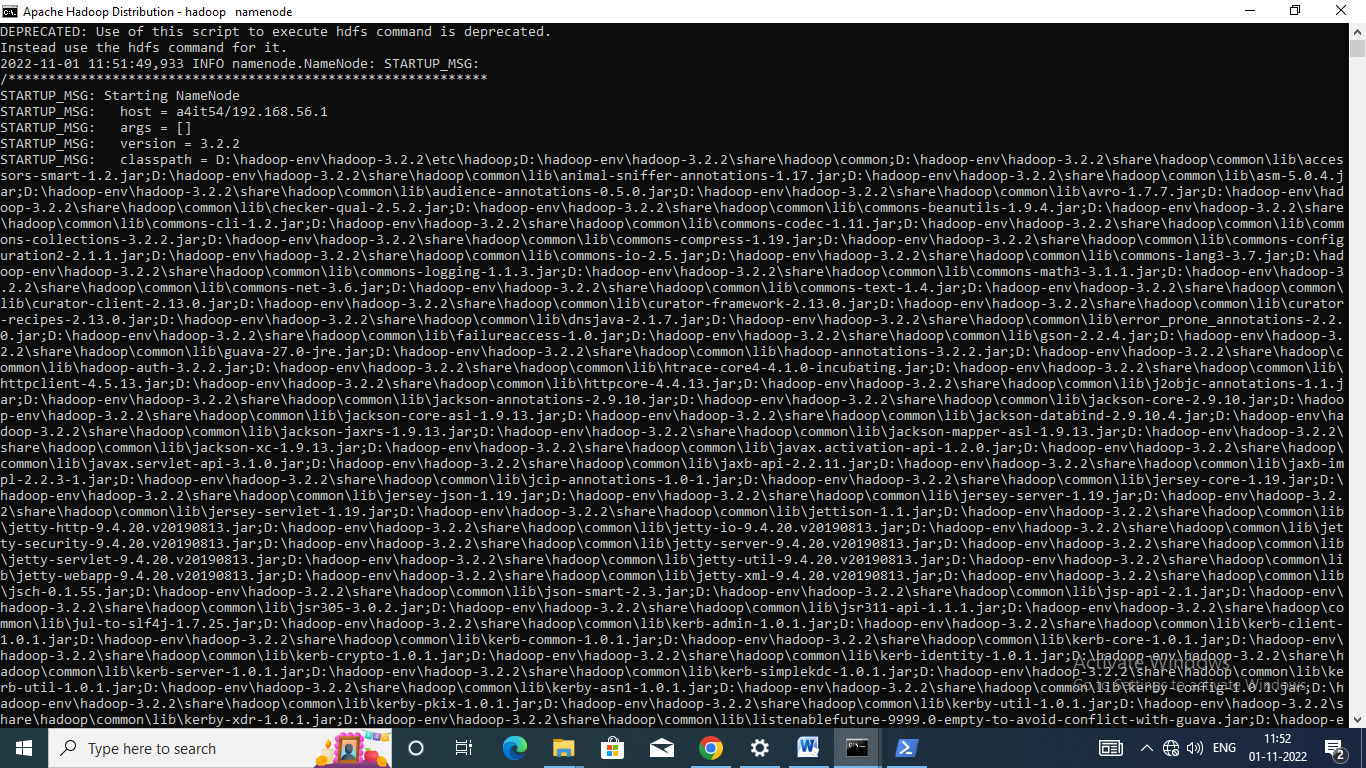 Apache Hadoop Distribution - hadoop   namenode
DEPRECATED: Use of this script to execute hdfs command is deprecated.
Instead use the hdfs command for it.
2022-11-01 11:51:49,933 INFO namenode.NameNode: STARTUP_MSG:
/************************************************************
STARTUP_MSG: Starting NameNode
STARTUP_MSG:   host = a4it54/192.168.56.1
STARTUP_MSG:   args = []
STARTUP_MSG:   version = 3.2.2
STARTUP_MSG:   classpath = D:\hadoop-env\hadoop-3.2.2\etc\hadoop;D:\hadoop-env\hadoop-3.2.2\share\hadoop\common;D:\hadoop-env\hadoop-3.2.2\share\hadoop\common\lib\acces
sors-smart-1.2.jar;D:\hadoop-env\hadoop-3.2.2\share\hadoop\common\lib\animal-sniffer-annotations-1.17.jar;D:\hadoop-env\hadoop-3.2.2\share\hadoop\common\lib\asm-5.0.4.j
ar;D:\hadoop-env\hadoop-3.2.2\share\hadoop\common\lib\audience-annotations-0.5.0.jar;D:\hadoop-env\hadoop-3.2.2\share\hadoop\common\lib\avro-1.7.7.jar;D:\hadoop-env\had
oop-3.2.2\share\hadoop\common\lib\checker-qual-2.5.2.jar;D:\hadoop-env\hadoop-3.2.2\share\hadoop\common\lib\commons-beanutils-1.9.4.jar;D:\hadoop-env\hadoop-3.2.2\share
\hadoop\common\lib\commons-cli-1.2.jar;D:\hadoop-env\hadoop-3.2.2\share\hadoop\common\lib\commons-codec-1.11.jar;D:\hadoop-env\hadoop-3.2.2\share\hadoop\common\lib\comm
ons-collections-3.2.2.jar;D:\hadoop-env\hadoop-3.2.2\share\hadoop\common\lib\commons-compress-1.19.jar;D:\hadoop-env\hadoop-3.2.2\share\hadoop\common\lib\commons-config
uration2-2.1.1.jar;D:\hadoop-env\hadoop-3.2.2\share\hadoop\common\lib\commons-io-2.5.jar;D:\hadoop-env\hadoop-3.2.2\share\hadoop\common\lib\commons-lang3-3.7.jar;D:\had
oop-env\hadoop-3.2.2\share\hadoop\common\lib\commons-logging-1.1.3.jar;D:\hadoop-env\hadoop-3.2.2\share\hadoop\common\lib\commons-math3-3.1.1.jar;D:\hadoop-env\hadoop-3
.2.2\share\hadoop\common\lib\commons-net-3.6.jar;D:\hadoop-env\hadoop-3.2.2\share\hadoop\common\lib\commons-text-1.4.jar;D:\hadoop-env\hadoop-3.2.2\share\hadoop\common\
lib\curator-client-2.13.0.jar;D:\hadoop-env\hadoop-3.2.2\share\hadoop\common\lib\curator-framework-2.13.0.jar;D:\hadoop-env\hadoop-3.2.2\share\hadoop\common\lib\curator
-recipes-2.13.0.jar;D:\hadoop-env\hadoop-3.2.2\share\hadoop\common\lib\dnsjava-2.1.7.jar;D:\hadoop-env\hadoop-3.2.2\share\hadoop\common\lib\error_prone_annotations-2.2.
0.jar;D:\hadoop-env\hadoop-3.2.2\share\hadoop\common\lib\failureaccess-1.0.jar;D:\hadoop-env\hadoop-3.2.2\share\hadoop\common\lib\gson-2.2.4.jar;D:\hadoop-env\hadoop-3.
2.2\share\hadoop\common\lib\guava-27.0-jre.jar;D:\hadoop-env\hadoop-3.2.2\share\hadoop\common\lib\hadoop-annotations-3.2.2.jar;D:\hadoop-env\hadoop-3.2.2\share\hadoop\c
ommon\lib\hadoop-auth-3.2.2.jar;D:\hadoop-env\hadoop-3.2.2\share\hadoop\common\lib\htrace-core4-4.1.0-incubating.jar;D:\hadoop-env\hadoop-3.2.2\share\hadoop\common\lib\
httpclient-4.5.13.jar;D:\hadoop-env\hadoop-3.2.2\share\hadoop\common\lib\httpcore-4.4.13.jar;D:\hadoop-env\hadoop-3.2.2\share\hadoop\common\lib\j2objc-annotations-1.1.j
ar;D:\hadoop-env\hadoop-3.2.2\share\hadoop\common\lib\jackson-annotations-2.9.10.jar;D:\hadoop-env\hadoop-3.2.2\share\hadoop\common\lib\jackson-core-2.9.10.jar;D:\hadoo
p-env\hadoop-3.2.2\share\hadoop\common\lib\jackson-core-asl-1.9.13.jar;D:\hadoop-env\hadoop-3.2.2\share\hadoop\common\lib\jackson-databind-2.9.10.4.jar;D:\hadoop-env\ha
doop-3.2.2\share\hadoop\common\lib\jackson-jaxrs-1.9.13.jar;D:\hadoop-env\hadoop-3.2.2\share\hadoop\common\lib\jackson-mapper-asl-1.9.13.jar;D:\hadoop-env\hadoop-3.2.2\
share\hadoop\common\lib\jackson-xc-1.9.13.jar;D:\hadoop-env\hadoop-3.2.2\share\hadoop\common\lib\javax.activation-api-1.2.0.jar;D:\hadoop-env\hadoop-3.2.2\share\hadoop\
common\lib\javax.servlet-api-3.1.0.jar;D:\hadoop-env\hadoop-3.2.2\share\hadoop\common\lib\jaxb-api-2.2.11.jar;D:\hadoop-env\hadoop-3.2.2\share\hadoop\common\lib\jaxb-im
pl-2.2.3-1.jar;D:\hadoop-env\hadoop-3.2.2\share\hadoop\common\lib\jcip-annotations-1.0-1.jar;D:\hadoop-env\hadoop-3.2.2\share\hadoop\common\lib\jersey-core-1.19.jar;D:\
hadoop-env\hadoop-3.2.2\share\hadoop\common\lib\jersey-json-1.19.jar;D:\hadoop-env\hadoop-3.2.2\share\hadoop\common\lib\jersey-server-1.19.jar;D:\hadoop-env\hadoop-3.2.
2\share\hadoop\common\lib\jersey-servlet-1.19.jar;D:\hadoop-env\hadoop-3.2.2\share\hadoop\common\lib\jettison-1.1.jar;D:\hadoop-env\hadoop-3.2.2\share\hadoop\common\lib
\jetty-http-9.4.20.v20190813.jar;D:\hadoop-env\hadoop-3.2.2\share\hadoop\common\lib\jetty-io-9.4.20.v20190813.jar;D:\hadoop-env\hadoop-3.2.2\share\hadoop\common\lib\jet
ty-security-9.4.20.v20190813.jar;D:\hadoop-env\hadoop-3.2.2\share\hadoop\common\lib\jetty-server-9.4.20.v20190813.jar;D:\hadoop-env\hadoop-3.2.2\share\hadoop\common\lib
\jetty-servlet-9.4.20.v20190813.jar;D:\hadoop-env\hadoop-3.2.2\share\hadoop\common\lib\jetty-util-9.4.20.v20190813.jar;D:\hadoop-env\hadoop-3.2.2\share\hadoop\common\li
b\jetty-webapp-9.4.20.v20190813.jar;D:\hadoop-env\hadoop-3.2.2\share\hadoop\common\lib\jetty-xml-9.4.20.v20190813.jar;D:\hadoop-env\hadoop-3.2.2\share\hadoop\common\lib
\jsch-0.1.55.jar;D:\hadoop-env\hadoop-3.2.2\share\hadoop\common\lib\json-smart-2.3.jar;D:\hadoop-env\hadoop-3.2.2\share\hadoop\common\lib\jsp-api-2.1.jar;D:\hadoop-env\
hadoop-3.2.2\share\hadoop\common\lib\jsr305-3.0.2.jar;D:\hadoop-env\hadoop-3.2.2\share\hadoop\common\lib\jsr311-api-1.1.1.jar;D:\hadoop-env\hadoop-3.2.2\share\hadoop\co
mmon\lib\jul-to-slf4j-1.7.25.jar;D:\hadoop-env\hadoop-3.2.2\share\hadoop\common\lib\kerb-admin-1.0.1.jar;D:\hadoop-env\hadoop-3.2.2\share\hadoop\common\lib\kerb-client-
1.0.1.jar;D:\hadoop-env\hadoop-3.2.2\share\hadoop\common\lib\kerb-common-1.0.1.jar;D:\hadoop-env\hadoop-3.2.2\share\hadoop\common\lib\kerb-core-1.0.1.jar;D:\hadoop-env\
hadoop-3.2.2\share\hadoop\common\lib\kerb-crypto-1.0.1.jar;D:\hadoop-env\hadoop-3.2.2\share\hadoop\common\lib\kerb-identity-1.0.1.jar;D:\hadoop-env\hadoop-3.2.2\share\h
adoop\common\lib\kerb-server-1.0.1.jar;D:\hadoop-env\hadoop-3.2.2\share\hadoop\common\lib\kerb-simplekdc-1.0.1.jar;D:\hadoop-env\hadoop-3.2.2\share\hadoop\common\lib\ke
rb-util-1.0.1.jar;D:\hadoop-env\hadoop-3.2.2\share\hadoop\common\lib\kerby-asn1-1.0.1.jar;D:\hadoop-env\hadoop-3.2.2\share\hadoop\common\lib\kerby-config-1.0.1.jar;D:\h
adoop-env\hadoop-3.2.2\share\hadoop\common\lib\kerby-pkix-1.0.1.jar;D:\hadoop-env\hadoop-3.2.2\share\hadoop\common\lib\kerby-util-1.0.1.jar;D:\hadoop-env\hadoop-3.2.2\s
hare\hadoop\common\lib\kerby-xdr-1.0.1.jar;D:\hadoop-env\hadoop-3.2.2\share\hadoop\common\lib\listenablefuture-9999.0-empty-to-avoid-conflict-with-guava.jar;D:\hadoop-e
Activate Windows
Go to Settings to activate Windows.
Type here to search
ENG
11:52
01-11-2022
2